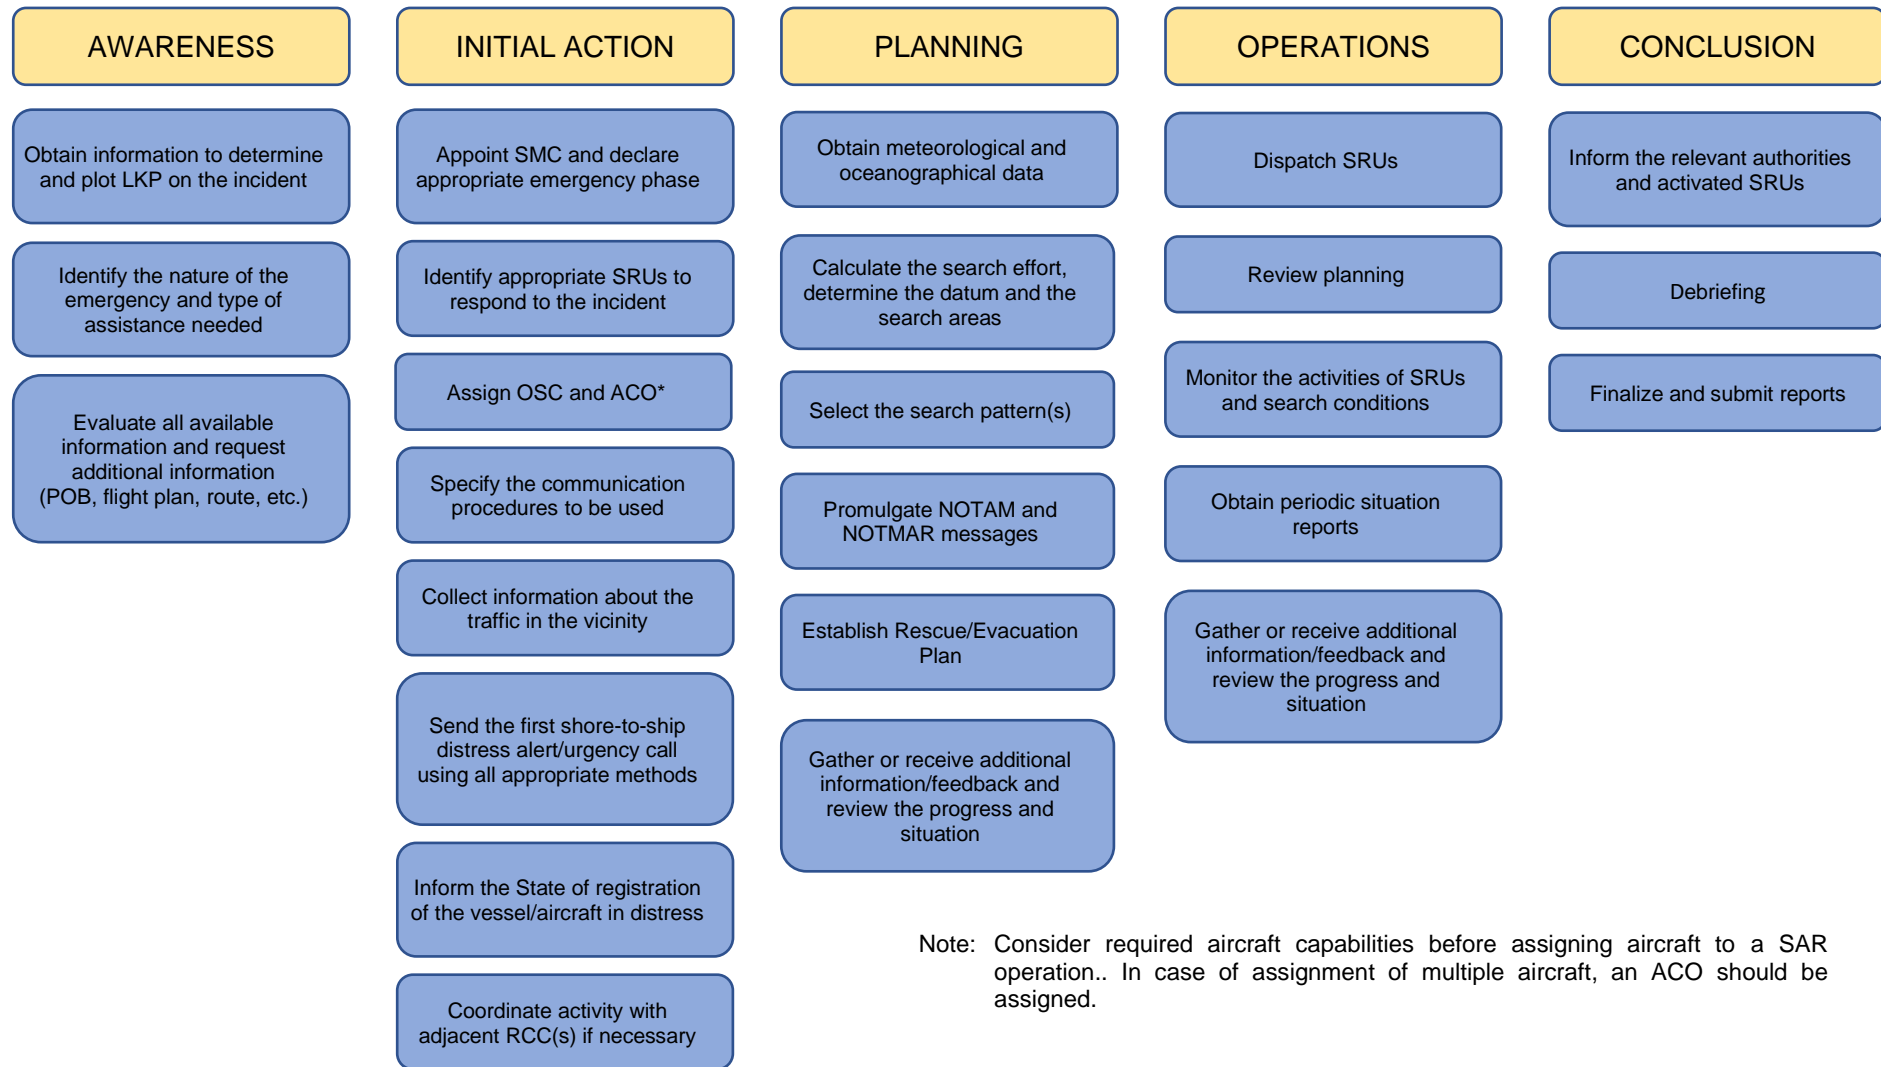 AWARENESS
Obtain information to determine
and plot LKP on the incident
Identify the nature of the
emergency and type of
assistance needed
Evaluate all available
information and request
additional information
(POB, flight plan, route, etc.)
INITIAL ACTION
Appoint SMC and declare
appropriate emergency phase
Identify appropriate SRUs to
respond to the incident
Assign OSC and ACO*
Specify the communication
procedures to be used
Collect information about the
traffic in the vicinity
Send the first shore-to-ship
distress alert/urgency call
using all appropriate methods
Inform the State of registration
of the vessel/aircraft in distress
Coordinate activity with
adjacent RCC(s) if necessary
PLANNING
Obtain meteorological and
oceanographical data
Calculate the search effort,
determine the datum and the
search areas
Select the search pattern(s)
Promulgate NOTAM and
NOTMAR messages
Establish Rescue/Evacuation
Plan
Gather or receive additional
information/feedback and
review the progress and
situation
OPERATIONS
Dispatch SRUs
Review planning
Monitor the activities of SRUs
and search conditions
Obtain periodic situation
reports
Gather or receive additional
information/feedback and
review the progress and
situation
CONCLUSION
Inform the relevant authorities
and activated SRUs
Debriefing
Finalize and submit reports
Note: Consider required aircraft capabilities before assigning aircraft to a SAR
operation.. In case of assignment of multiple aircraft, an ACO should be
assigned.